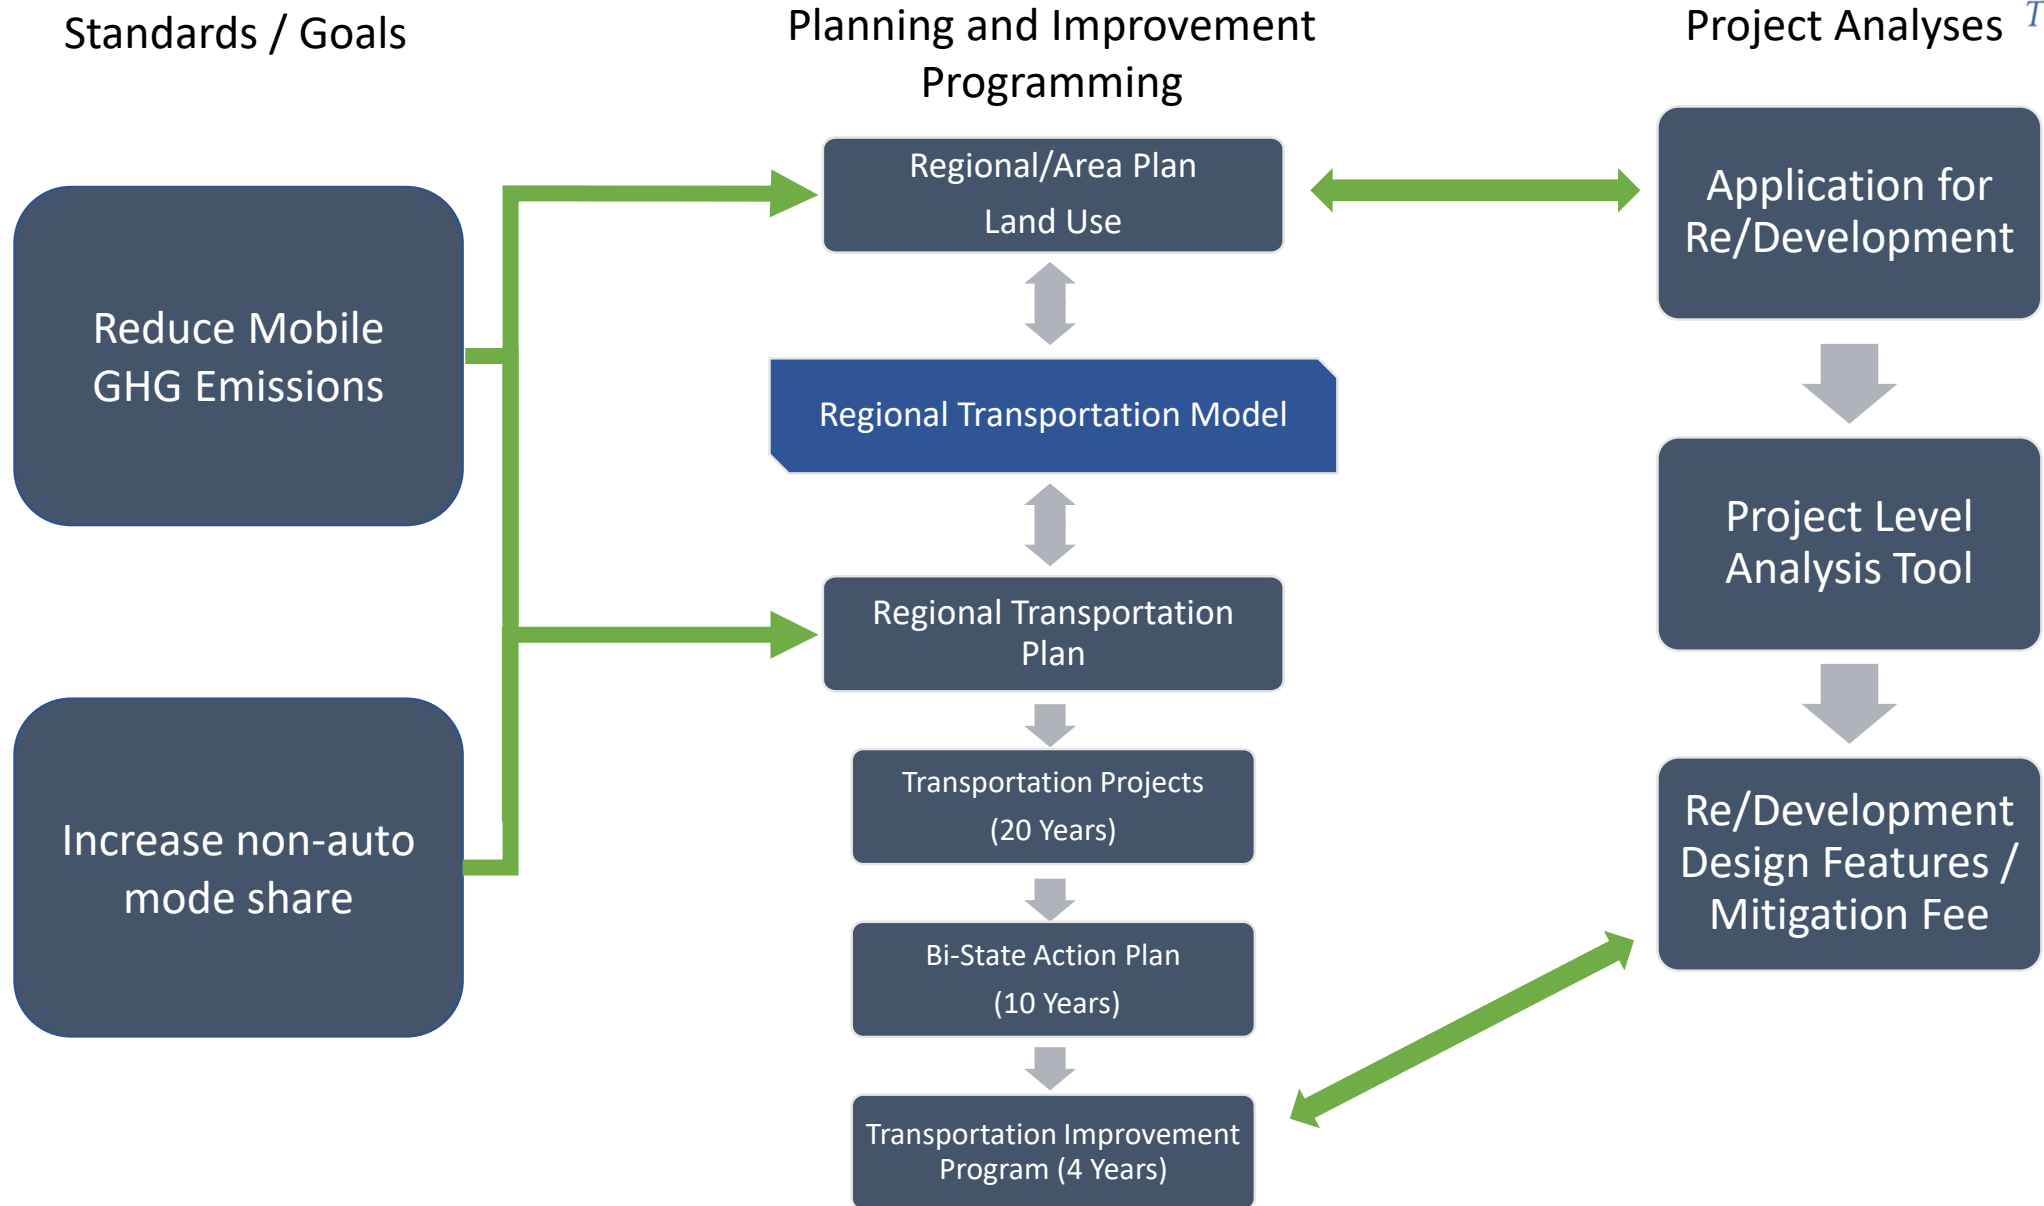 Standards / Goals
Planning and Improvement
Programming
Project Analyses
T
Reduce Mobile
GHG Emissions
Increase non-auto
mode share
Regional/Area Plan
Land Use
Regional Transportation Model
Regional Transportation
Plan
Transportation Projects
(20 Years)
Bi-State Action Plan
(10 Years)
Transportation Improvement
Program (4 Years)
Application for
Re/Development
Project Level
Analysis Tool
Re/Development
Design Features /
Mitigation Fee